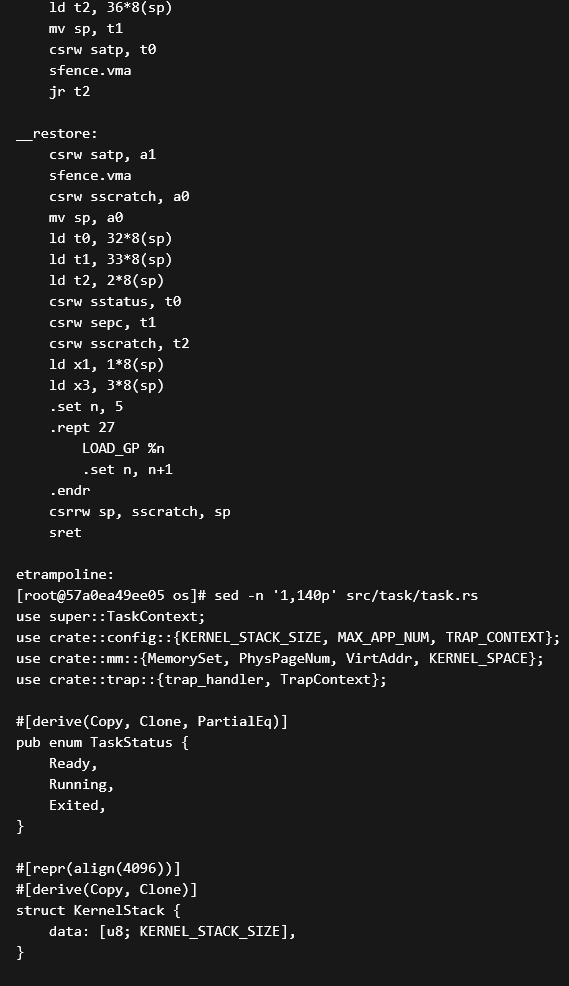 ld t2, 36*8(sp)
    mv sp, t1
    csrw satp, t0
    sfence.vma
    jr t2

__restore:
    csrw satp, a1
    sfence.vma
    csrw sscratch, a0
    mv sp, a0
    ld t0, 32*8(sp)
    ld t1, 33*8(sp)
    ld t2, 2*8(sp)
    csrw sstatus, t0
    csrw sepc, t1
    csrw sscratch, t2
    ld x1, 1*8(sp)
    ld x3, 3*8(sp)
    .set n, 5
    .rept 27
        LOAD_GP %n
        .set n, n+1
    .endr
    csrrw sp, sscratch, sp
    sret

etrampoline:
[root@57a0ea49ee05 os]# sed -n '1,140p' src/task/task.rs
use super::TaskContext;
use crate::config::{KERNEL_STACK_SIZE, MAX_APP_NUM, TRAP_CONTEXT};
use crate::mm::{MemorySet, PhysPageNum, VirtAddr, KERNEL_SPACE};
use crate::trap::{trap_handler, TrapContext};

#[derive(Copy, Clone, PartialEq)]
pub enum TaskStatus {
    Ready,
    Running,
    Exited,
}

#[repr(align(4096))]
#[derive(Copy, Clone)]
struct KernelStack {
    data: [u8; KERNEL_STACK_SIZE],
}